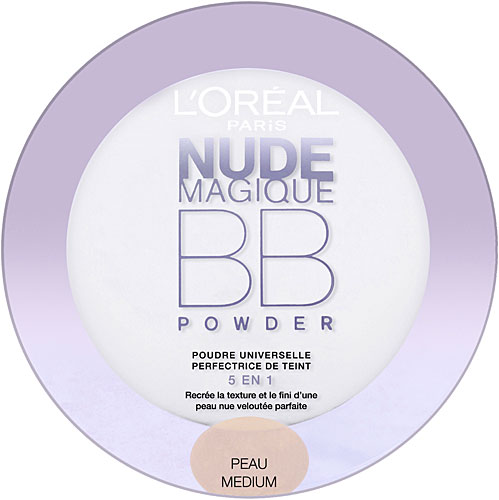 L'ORÉAL
PARIS
NUDE
MAGIQUE
BB
POWDER
POUDRE UNIVERSELLE
PERFECTRICE DE TEINT
5 EN 1
Recrée la texture et le fini d'une
peau nue veloutée parfaite
PEAU
MEDIUM